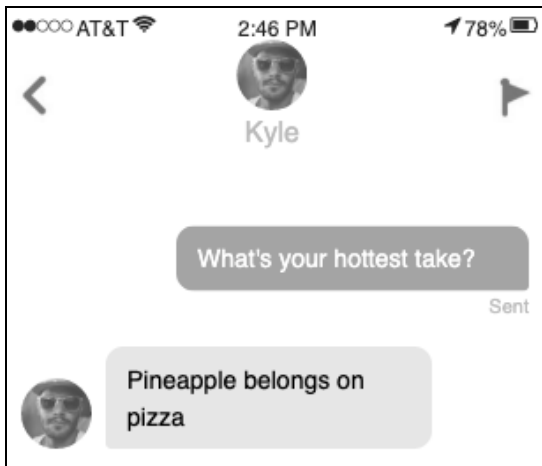 AT&T 2:46 PM 78%
Kyle
What's your hottest take?
Sent
Pineapple belongs on
pizza